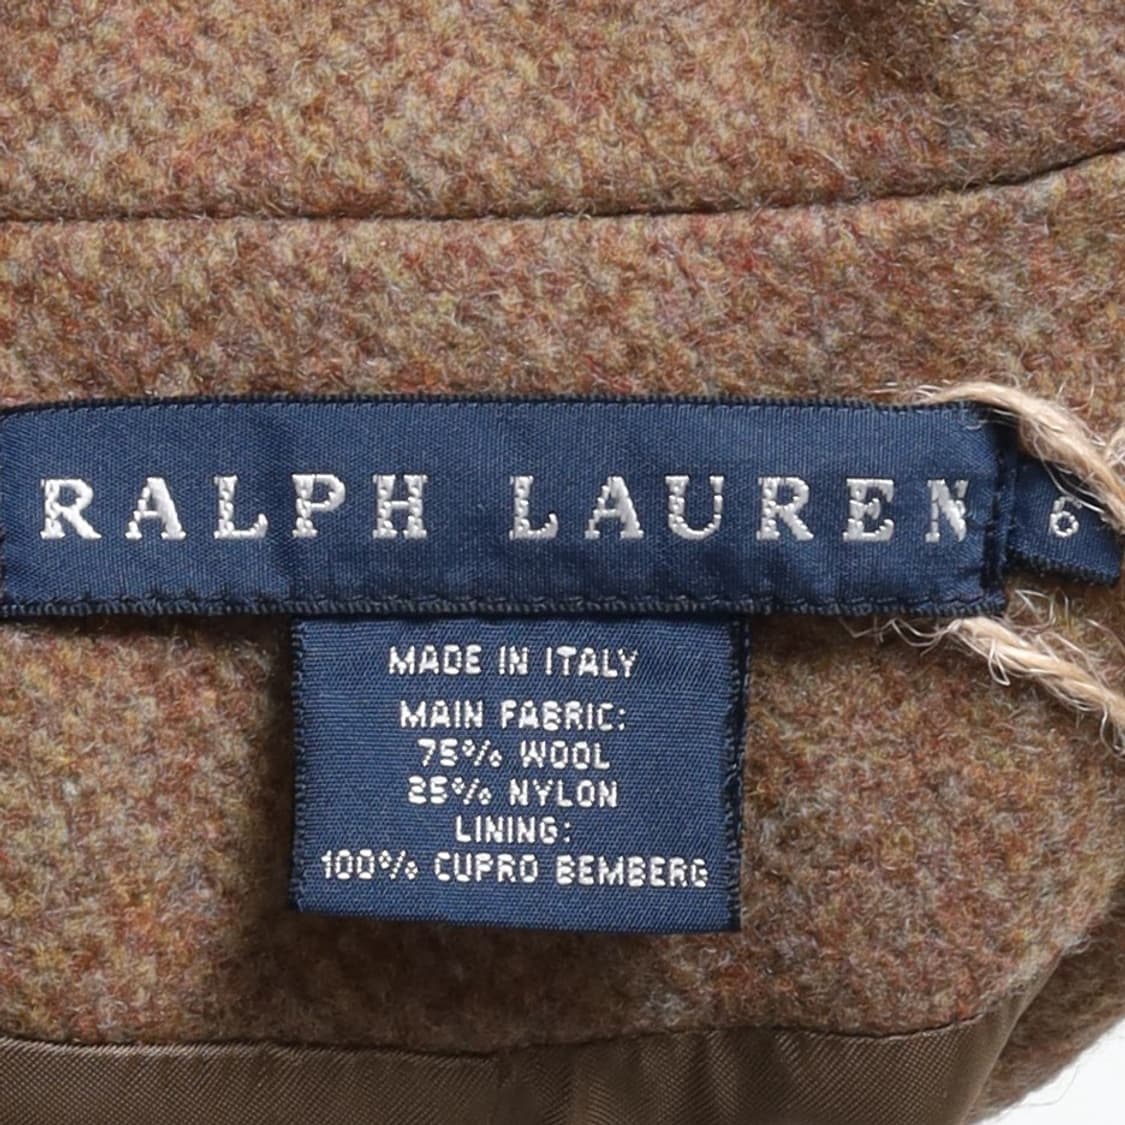 RALPH LAUREN
6
MADE IN ITALY
MAIN FABRIC:
75% WOOL
25% NYLON
LINING:
100% CUPRO BEMBERG